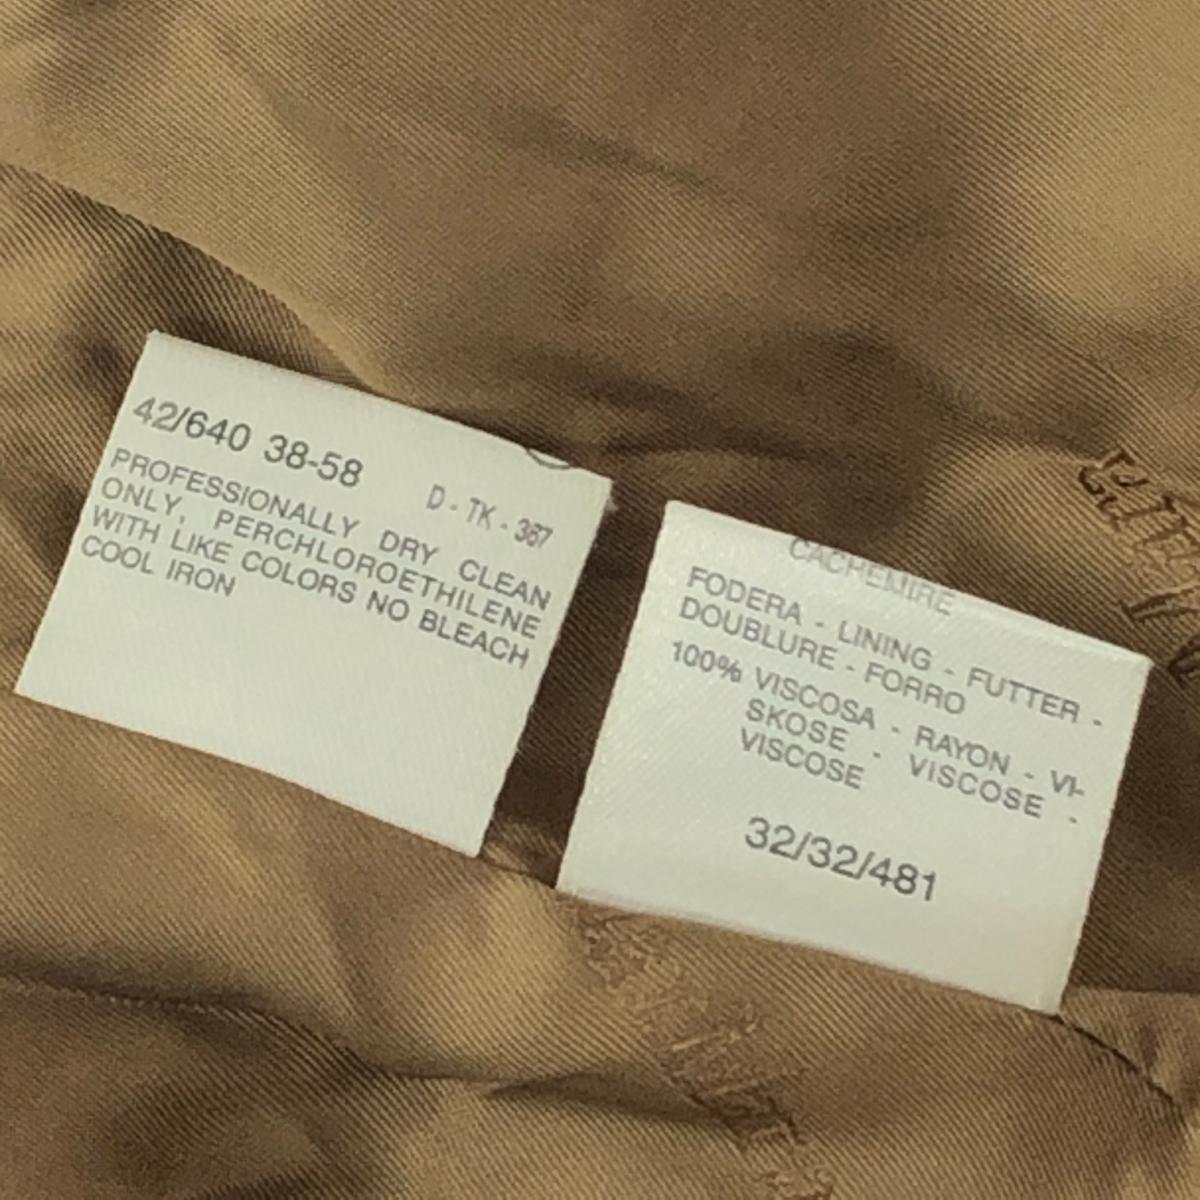 42/640 38-58
D - TK - 387
PROFESSIONALLY DRY CLEAN
ONLY, PERCHLOROETHILENE
WITH LIKE COLORS NO BLEACH
COOL IRON
CACHEMIRE
FODERA - LINING - FUTTER -
DOUBLURE - FORRO
100% VISCOSA - RAYON - VI-
SKOSE - VISCOSE -
VISCOSE
32/32/481